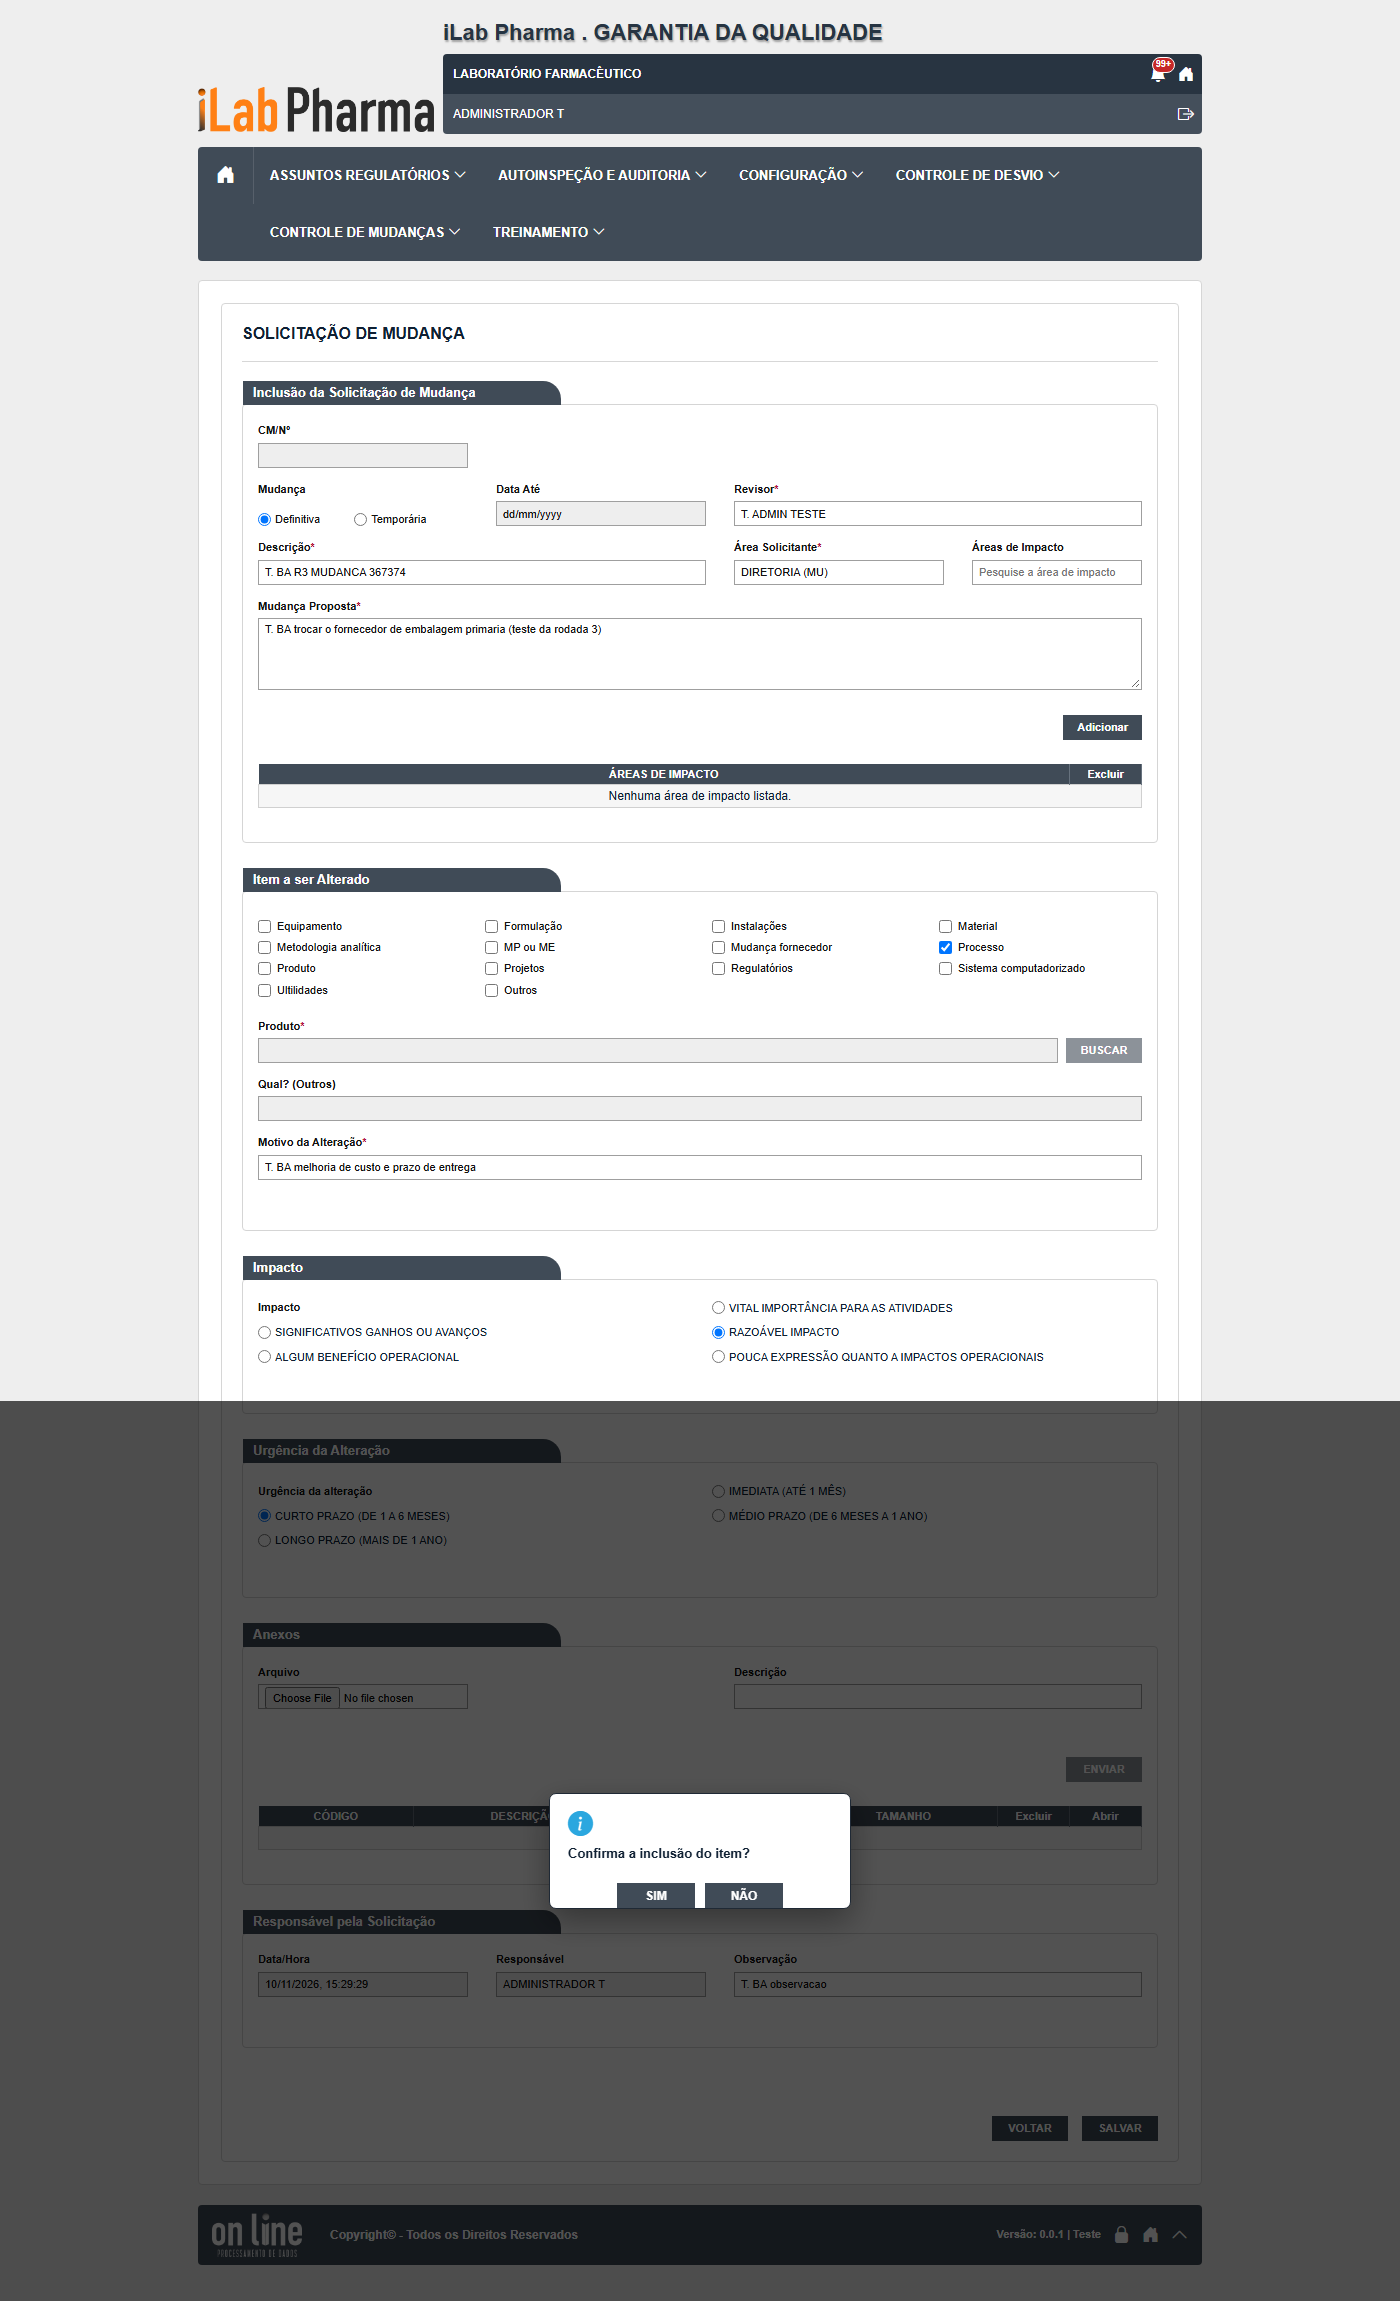 iLab Pharma . GARANTIA DA QUALIDADE
LABORATÓRIO FARMACÊUTICO
99+
iLab Pharma
ADMINISTRADOR T
ASSUNTOS REGULATÓRIOS
AUTOINSPEÇÃO E AUDITORIA
CONFIGURAÇÃO
CONTROLE DE DESVIO
CONTROLE DE MUDANÇAS
TREINAMENTO
SOLICITAÇÃO DE MUDANÇA
Inclusão da Solicitação de Mudança
CM/Nº
Mudança
Data Até
Revisor*
Definitiva
Temporária
dd/mm/yyyy
T. ADMIN TESTE
Descrição*
Área Solicitante*
Áreas de Impacto
T. BA R3 MUDANCA 367374
DIRETORIA (MU)
Pesquise a área de impacto
Mudança Proposta*
T. BA trocar o fornecedor de embalagem primaria (teste da rodada 3)
Adicionar
ÁREAS DE IMPACTO
Excluir
Nenhuma área de impacto listada.
Item a ser Alterado
Equipamento
Formulação
Instalações
Material
Metodologia analítica
MP ou ME
Mudança fornecedor
Processo
Produto
Projetos
Regulatórios
Sistema computadorizado
Ultilidades
Outros
Produto*
BUSCAR
Qual? (Outros)
Motivo da Alteração*
T. BA melhoria de custo e prazo de entrega
Impacto
Impacto
VITAL IMPORTÂNCIA PARA AS ATIVIDADES
SIGNIFICATIVOS GANHOS OU AVANÇOS
RAZOÁVEL IMPACTO
ALGUM BENEFÍCIO OPERACIONAL
POUCA EXPRESSÃO QUANTO A IMPACTOS OPERACIONAIS
Urgência da Alteração
Urgência da alteração
IMEDIATA (ATÉ 1 MÊS)
CURTO PRAZO (DE 1 A 6 MESES)
MÉDIO PRAZO (DE 6 MESES A 1 ANO)
LONGO PRAZO (MAIS DE 1 ANO)
Anexos
Arquivo
Descrição
Choose File No file chosen
ENVIAR
CÓDIGO
DESCRIÇÃ
TAMANHO
Excluir
Abrir
Confirma a inclusão do item?
SIM
NÃO
Responsável pela Solicitação
Data/Hora
Responsável
Observação
10/11/2026, 15:29:29
ADMINISTRADOR T
T. BA observacao
VOLTAR
SALVAR
on line
PROCESSAMENTO DE DADOS
Copyright© - Todos os Direitos Reservados
Versão: 0.0.1 | Teste